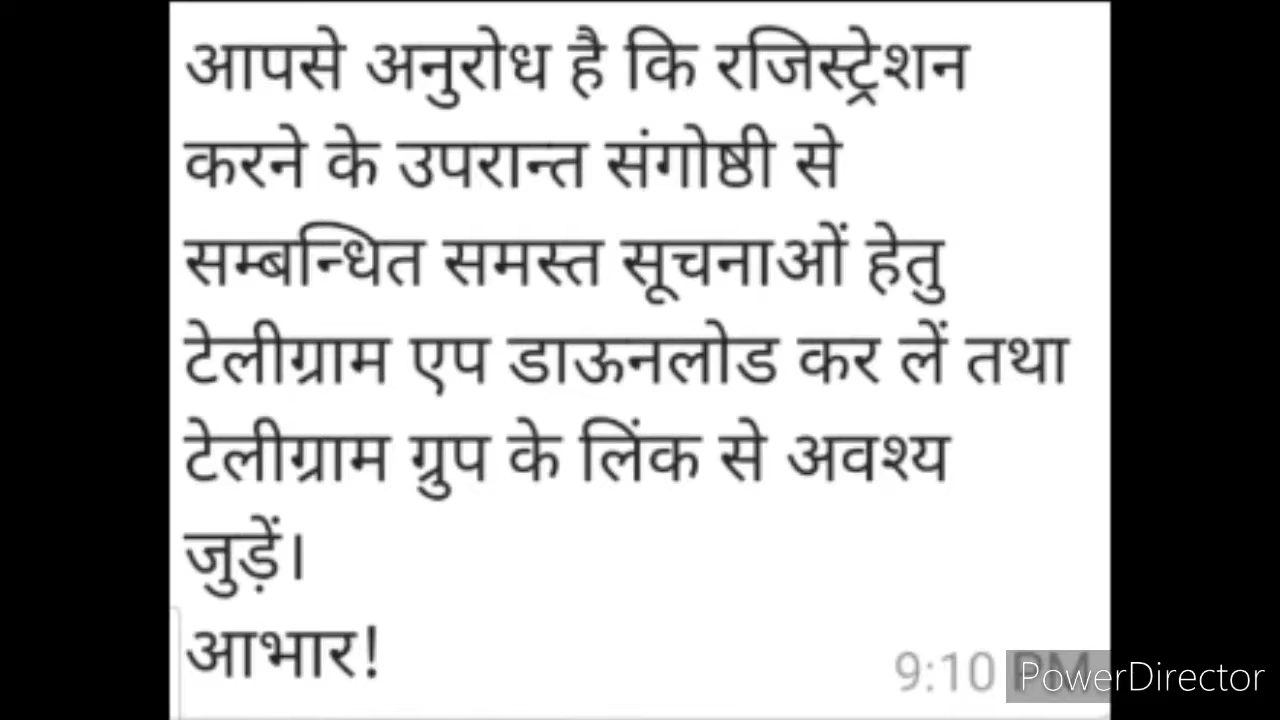 आपसे अनुरोध है कि रजिस्ट्रेशन
करने के उपरान्त संगोष्ठी से
सम्बन्धित समस्त सूचनाओं हेतु
टेलीग्राम एप डाऊनलोड कर लें तथा
टेलीग्राम ग्रुप के लिंक से अवश्य
जुड़ें।
आभार!
9:10 PM
PowerDirector